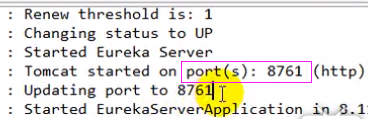 : Renew threshold is: 1
: Changing status to UP
: Started Eureka Server
: Tomcat started on port(s): 8761 (http)
: Updating port to 8761
: Started EurekaServerApplication in 8.1